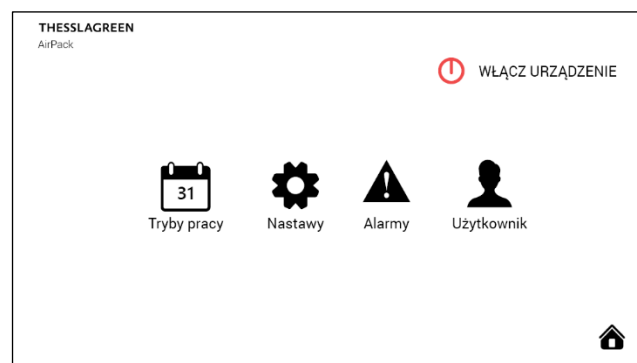 THESSLAGREEN
AirPack
WŁĄCZ URZĄDZENIE
31
Tryby pracy
Nastawy
Alarmy
Użytkownik